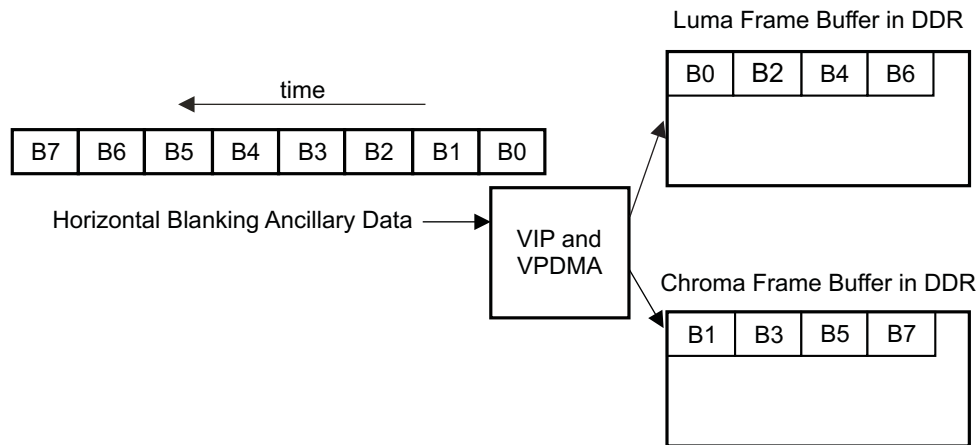 Luma Frame Buffer in DDR
B0 B2 B4 B6
time
B7 B6 B5 B4 B3 B2 B1 B0
Horizontal Blanking Ancillary Data
VIP and
VPDMA
Chroma Frame Buffer in DDR
B1 B3 B5 B7